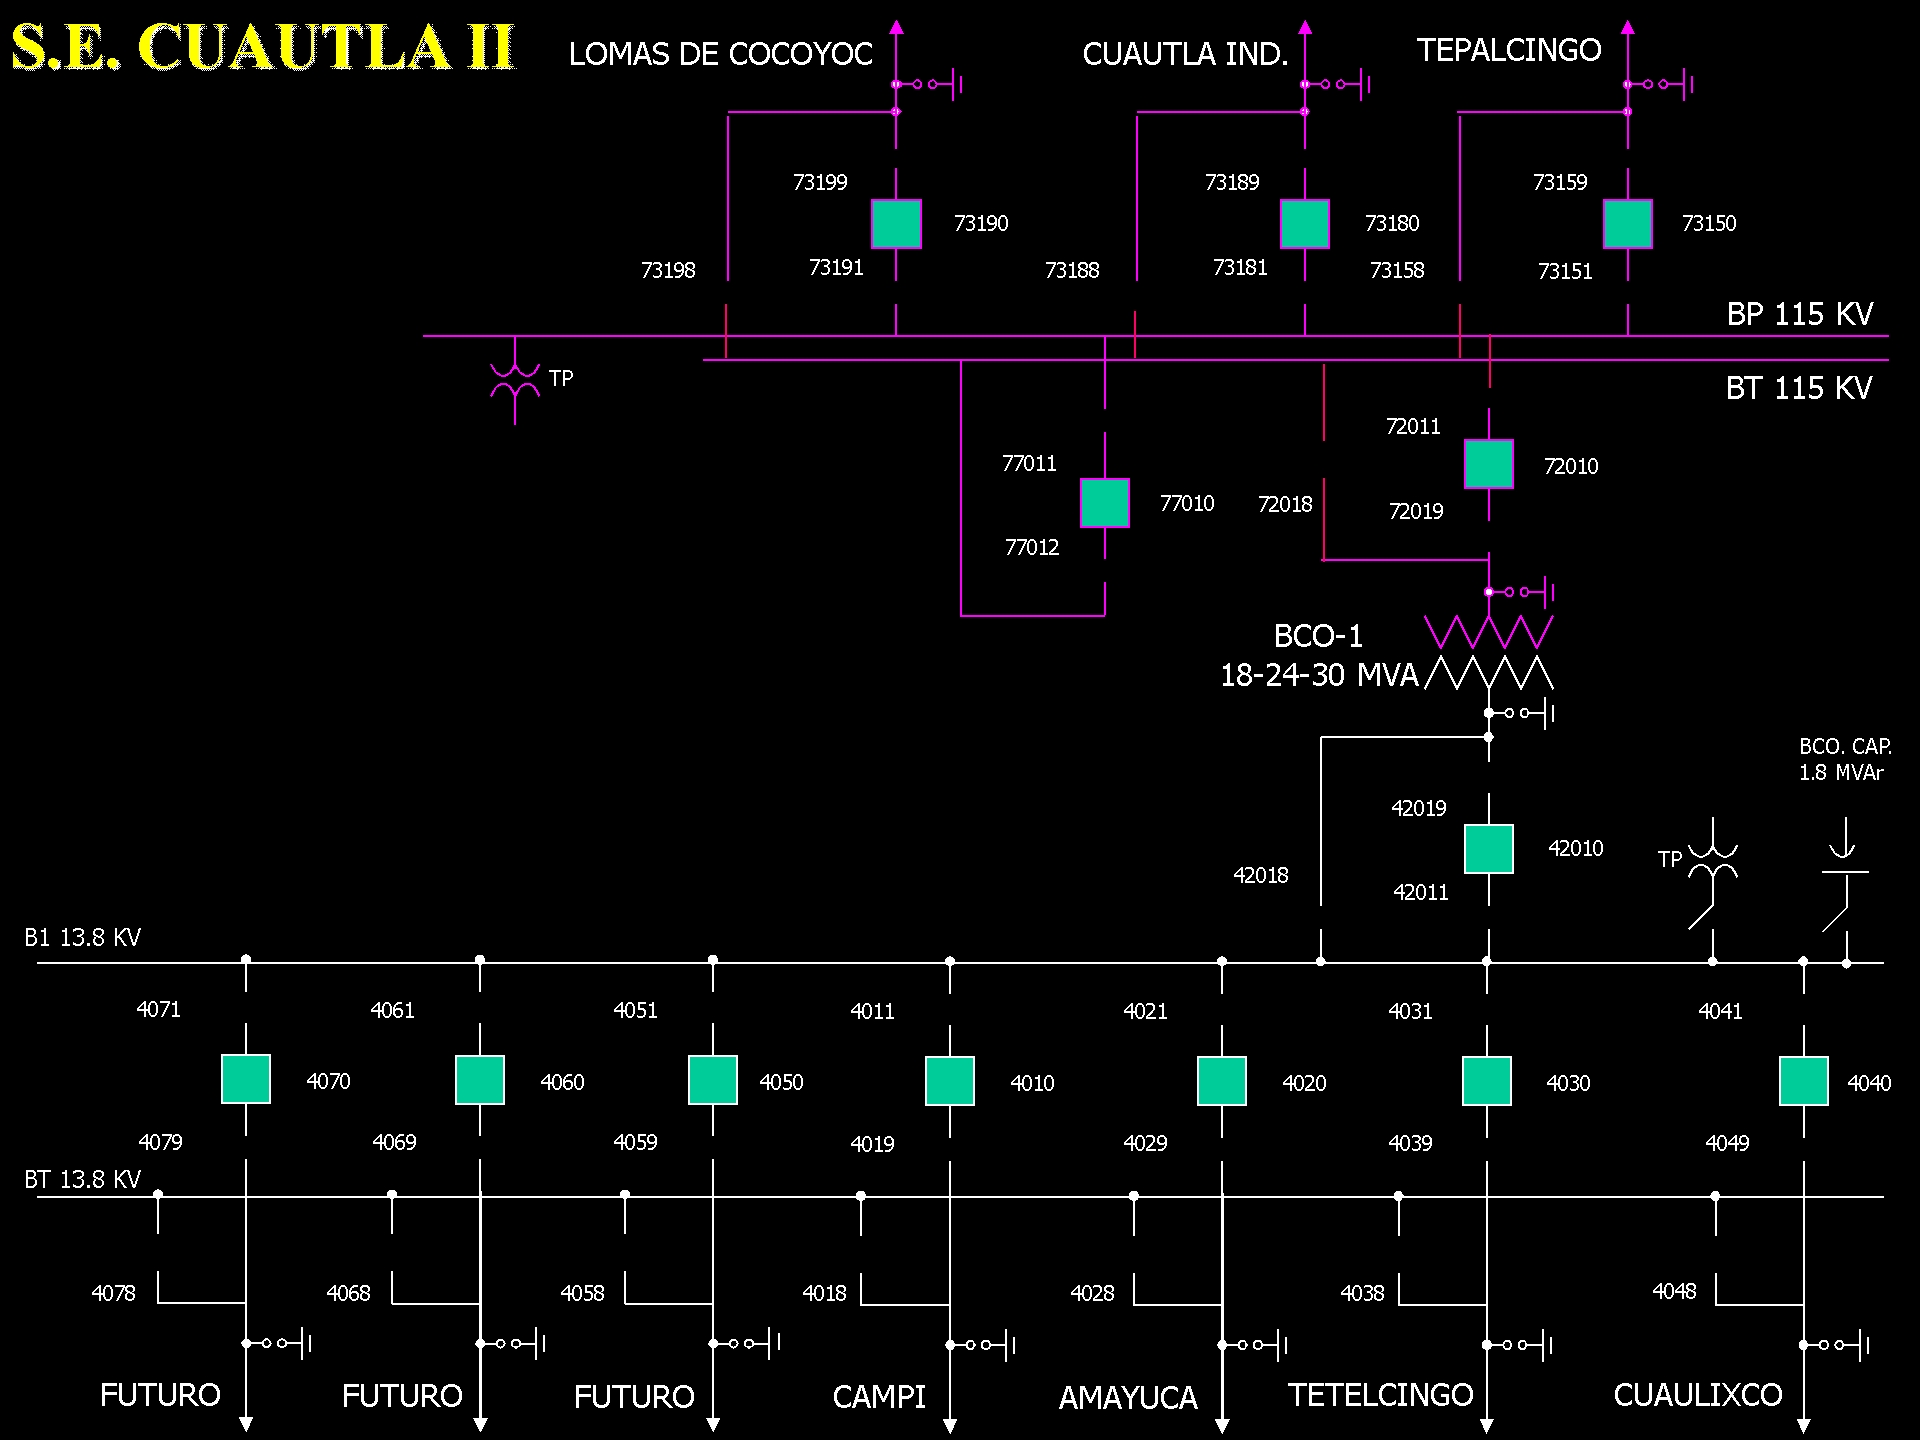 S.E. CUAUTLA II
LOMAS DE COCOYOC
CUAUTLA IND.
TEPALCINGO
73199
73190
73198
73191
73189
73180
73188
73181
73159
73150
73158
73151
BP 115 KV
TP
BT 115 KV
77011
77010
77012
72011
72010
72018
72019
BCO-1
18-24-30 MVA
BCO. CAP.
1.8 MVAr
42019
42010
42018
42011
TP
B1 13.8 KV
4071
4061
4051
4011
4021
4031
4041
4070
4060
4050
4010
4020
4030
4040
4079
4069
4059
4019
4029
4039
4049
BT 13.8 KV
4078
4068
4058
4018
4028
4038
4048
FUTURO
FUTURO
FUTURO
CAMPI
AMAYUCA
TETELCINGO
CUAULIXCO